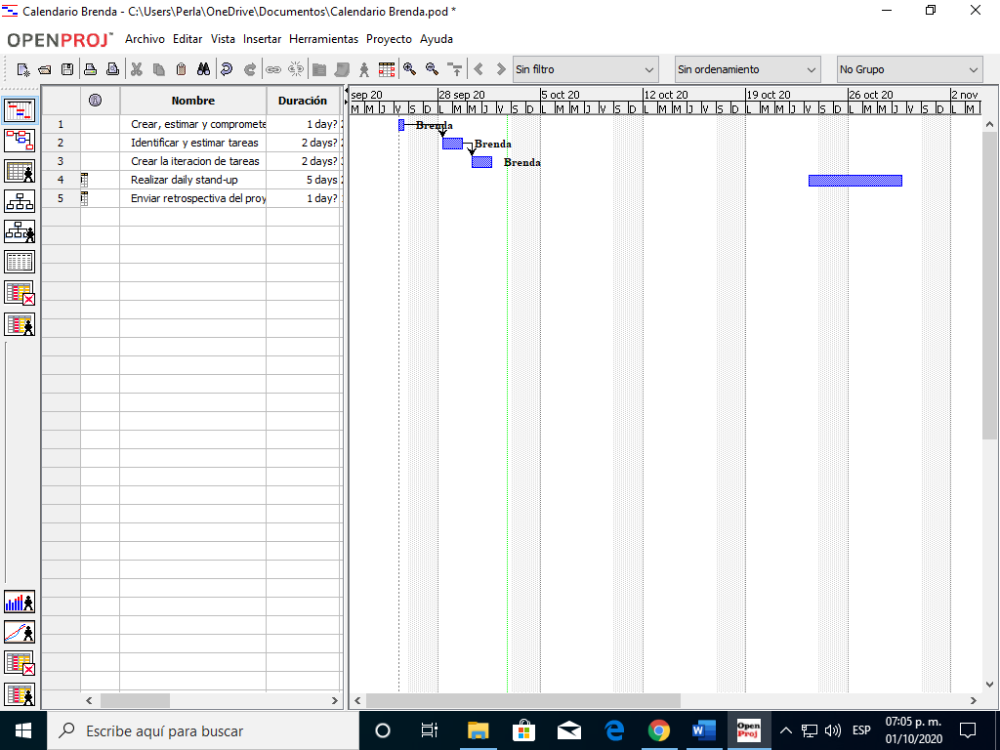 Calendario Brenda - C:\Users\Perla\OneDrive\Documentos\Calendario Brenda.pod *
OPENPROJ™ Archivo Editar Vista Insertar Herramientas Proyecto Ayuda
Sin filtro Sin ordenamiento No Grupo
Nombre Duración
sep 20 28 sep 20 5 oct 20 12 oct 20 19 oct 20 26 oct 20 2 nov
M M J V S D L M M J V S D L M M J V S D L M M J V S D L M M J V S D L M M J V S D L M
1 Crear, estimar y compromete 1 day? Brenda
2 Identificar y estimar tareas 2 days? Brenda
3 Crear la iteracion de tareas 2 days? Brenda
4 Realizar daily stand-up 5 days
5 Enviar retrospectiva del proy 1 day?
Escribe aquí para buscar
Open
Proj
ESP
07:05 p. m.
01/10/2020